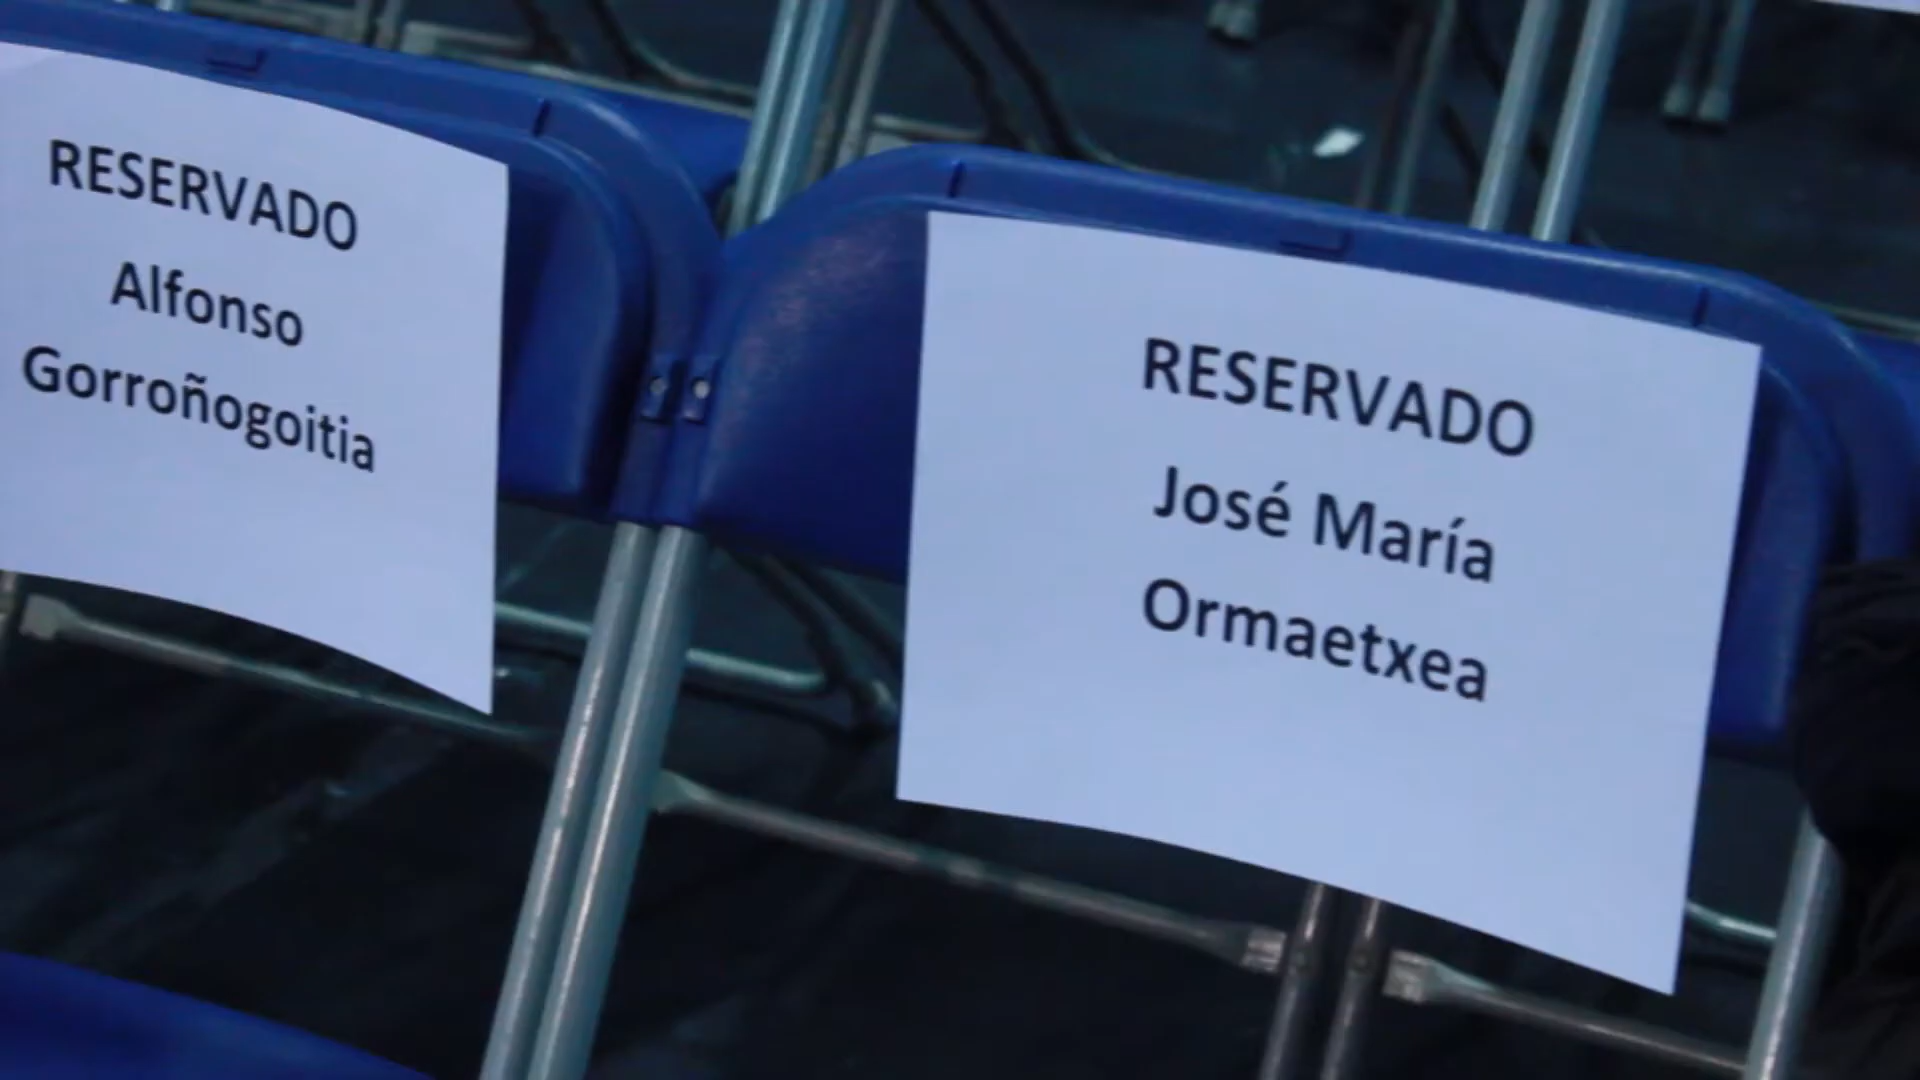 RESERVADO
Alfonso
Gorroñogoitia
RESERVADO
José María
Ormaetxea